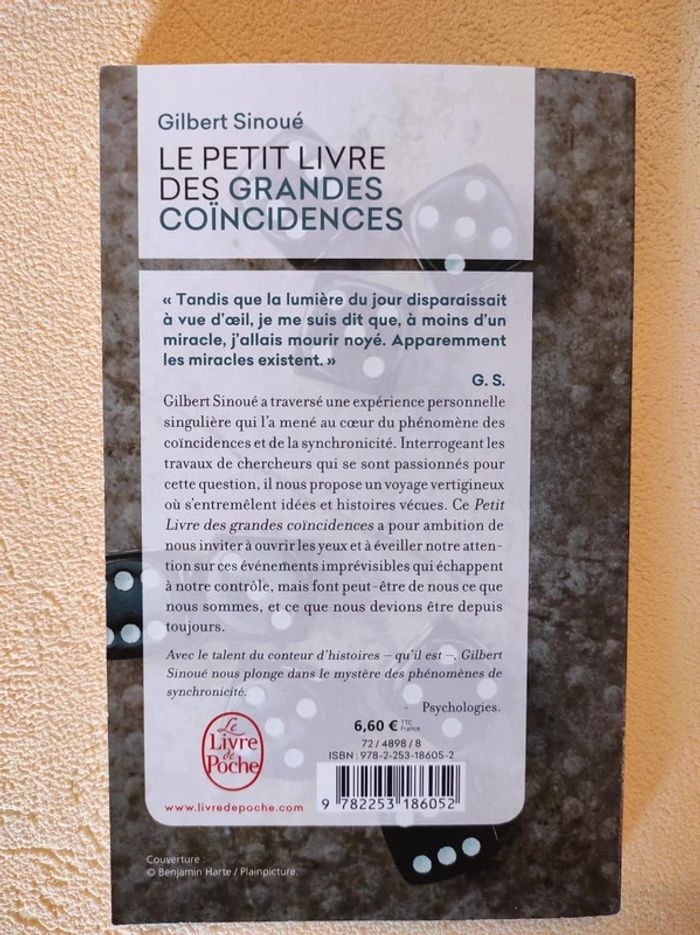 Gilbert Sinoué
LE PETIT LIVRE
DES GRANDES
COÏNCIDENCES
« Tandis que la lumière du jour disparaissait
à vue d’œil, je me suis dit que, à moins d’un
miracle, j’allais mourir noyé. Apparemment
les miracles existent. »
G. S.
Gilbert Sinoué a traversé une expérience personnelle
singulière qui l’a mené au cœur du phénomène des
coïncidences et de la synchronicité. Interrogeant les
travaux de chercheurs qui se sont passionnés pour
cette question, il nous propose un voyage vertigineux
où s’entremêlent idées et histoires vécues. Ce Petit
Livre des grandes coïncidences a pour ambition de
nous inviter à ouvrir les yeux et à éveiller notre atten-
tion sur ces événements imprévisibles qui échappent
à notre contrôle, mais font peut-être de nous ce que
nous sommes, et ce que nous devions être depuis
toujours.
Avec le talent du conteur d’histoires – qu’il est –, Gilbert
Sinoué nous plonge dans le mystère des phénomènes de
synchronicité.
Psychologies.
6,60 € TTC
France
72 / 4898 / 8
ISBN : 978-2-253-18605-2
Le
Livre
de
Poche
www.livredepoche.com
9 782253 186052
Couverture :
© Benjamin Harte / Plainpicture.